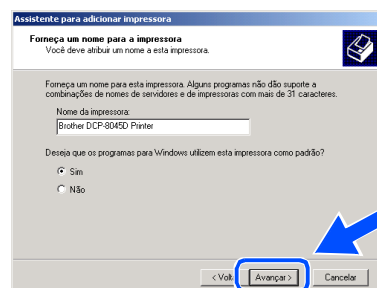 Assistente para adicionar impressora
Forneça um nome para a impressora
Você deve atribuir um nome a esta impressora.
Forneça um nome para esta impressora. Alguns programas não dão suporte a
combinações de nomes de servidores e de impressoras com mais de 31 caracteres.
Nome da impressora:
Brother DCP-8045D Printer
Deseja que os programas para Windows utilizem esta impressora como padrão?
Sim
Não
< Volt Avançar > Cancelar